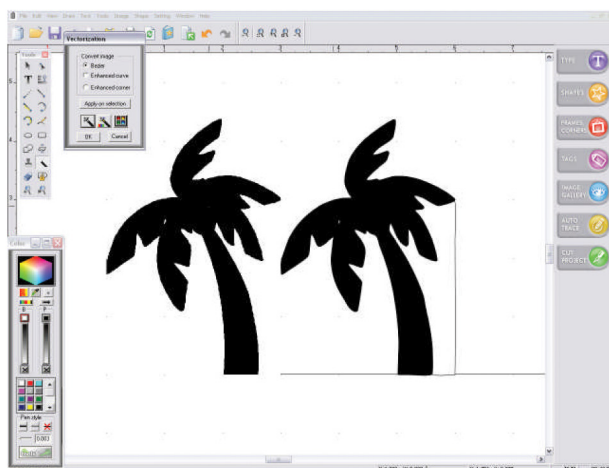 File Edit View Draw Text Tools Image Shape Setting Window Help
Vectorization
Convert image
Bezier
Enhanced curve
Enhanced corner
Apply on selection
OK Cancel
Tools
T
Color
Pen style
0.003
TYPE T
SHAPES
FRAMES
CORNERS
TAGS
IMAGE
GALLERY
AUTO
TRACE
CUT
PROJECT